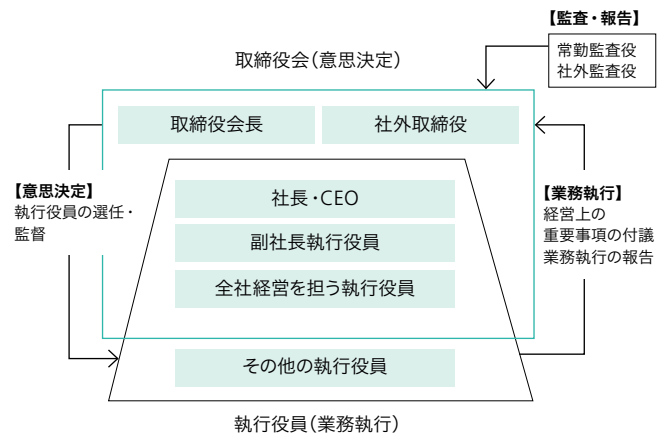 【監査・報告】
常勤監査役
社外監査役
取締役会(意思決定)
取締役会長
社外取締役
【意思決定】
執行役員の選任・
監督
社長・CEO
副社長執行役員
全社経営を担う執行役員
【業務執行】
経営上の
重要事項の付議
業務執行の報告
その他の執行役員
執行役員(業務執行)